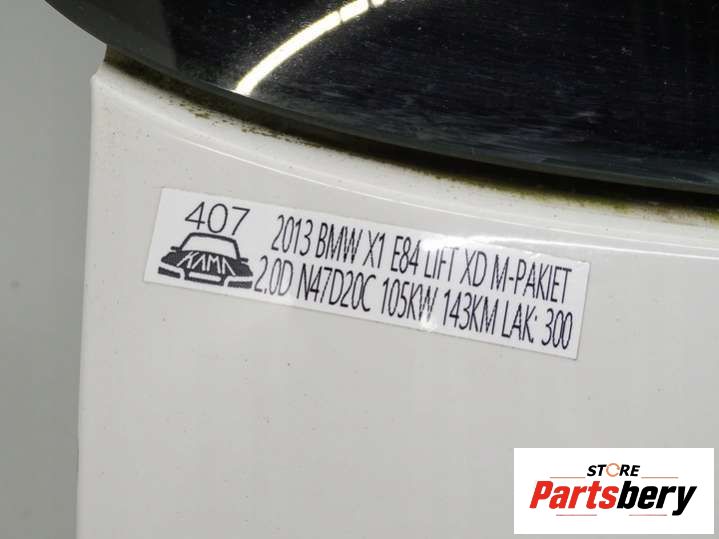 407
KAMA
2013 BMW X1 E84 LIFT XD M-PAKIET
2.0D N47D20C 105KW 143KM LAK: 300
STORE
Partsbery